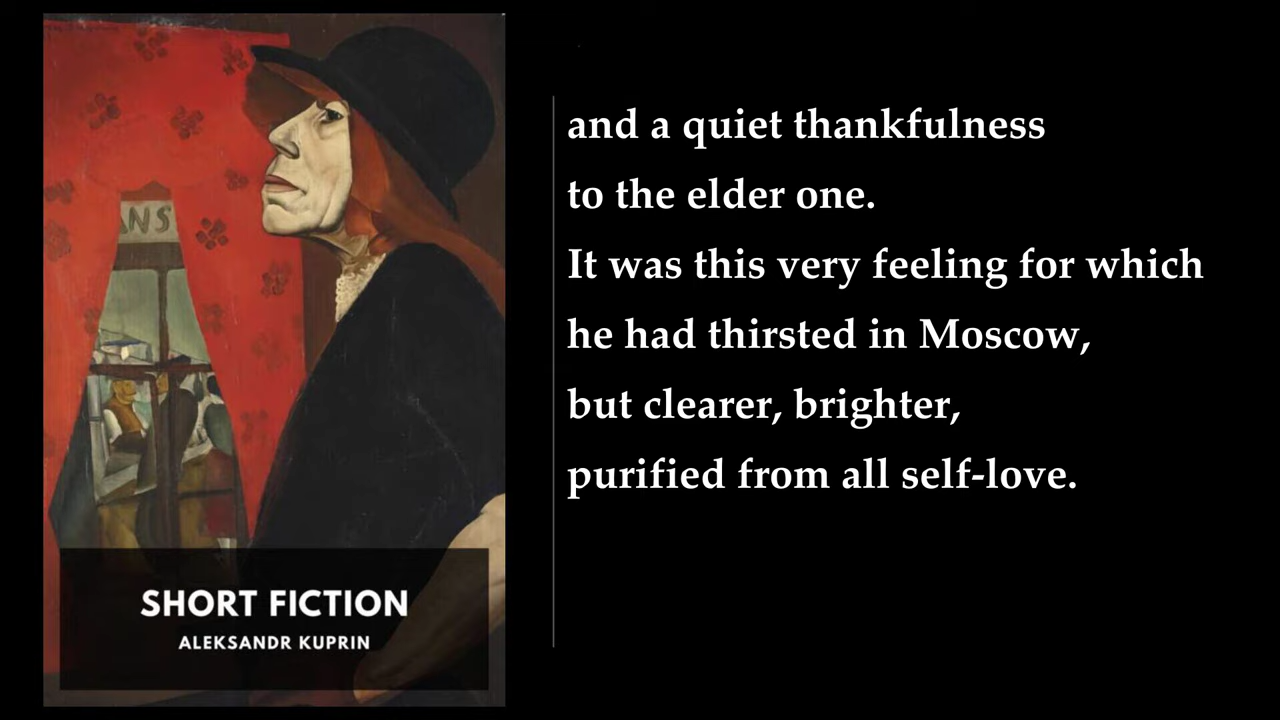 ANS
SHORT FICTION
ALEKSANDR KUPRIN
and a quiet thankfulness
to the elder one.
It was this very feeling for which
he had thirsted in Moscow,
but clearer, brighter,
purified from all self-love.